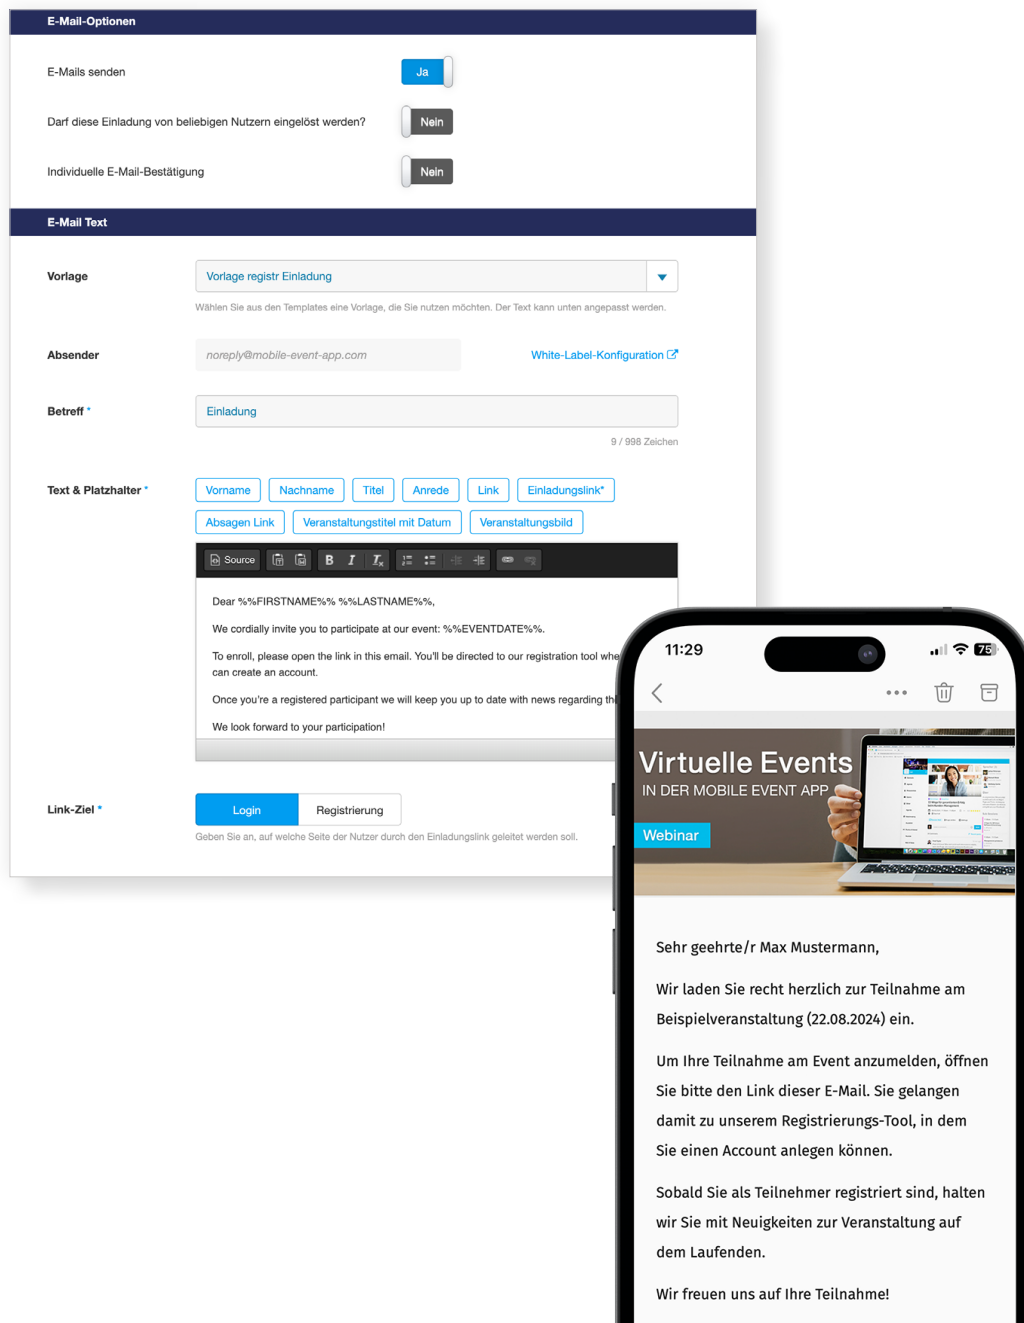 E-Mail-Optionen
E-Mails senden
Ja
Darf diese Einladung von beliebigen Nutzern eingelöst werden?
Nein
Individuelle E-Mail-Bestätigung
Nein
E-Mail Text
Vorlage
Vorlage registr Einladung
Wählen Sie aus den Templates eine Vorlage, die Sie nutzen möchten. Der Text kann unten angepasst werden.
Absender
noreply@mobile-event-app.com
White-Label-Konfiguration
Betreff *
Einladung
9 / 998 Zeichen
Text & Platzhalter *
Vorname Nachname Titel Anrede Link Einladungslink*
Absagen Link Veranstaltungstitel mit Datum Veranstaltungsbild
Source
Dear %%FIRSTNAME%% %%LASTNAME%%,
We cordially invite you to participate at our event: %%EVENTDATE%%.
To enroll, please open the link in this email. You'll be directed to our registration tool whe
can create an account.
Once you're a registered participant we will keep you up to date with news regarding thi
We look forward to your participation!
Link-Ziel *
Login Registrierung
Geben Sie an, auf welche Seite der Nutzer durch den Einladungslink geleitet werden soll.
11:29
75
Virtuelle Events
IN DER MOBILE EVENT APP
Webinar
Sehr geehrte/r Max Mustermann,
Wir laden Sie recht herzlich zur Teilnahme am
Beispielveranstaltung (22.08.2024) ein.
Um Ihre Teilnahme am Event anzumelden, öffnen
Sie bitte den Link dieser E-Mail. Sie gelangen
damit zu unserem Registrierungs-Tool, in dem
Sie einen Account anlegen können.
Sobald Sie als Teilnehmer registriert sind, halten
wir Sie mit Neuigkeiten zur Veranstaltung auf
dem Laufenden.
Wir freuen uns auf Ihre Teilnahme!